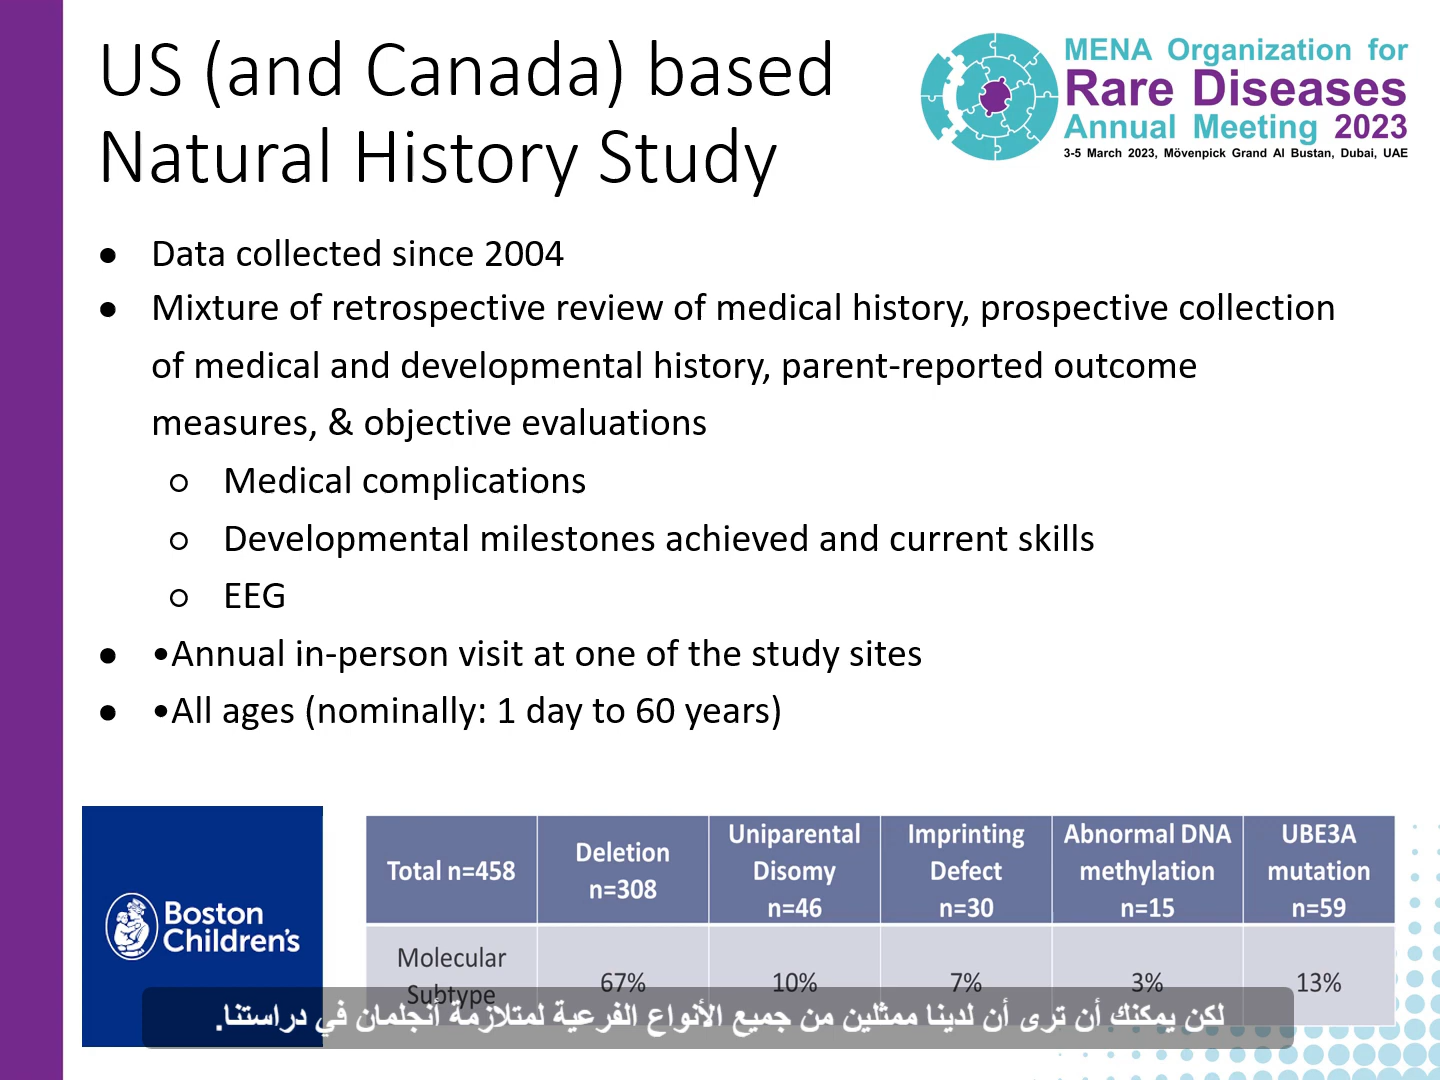 US (and Canada) based
Natural History Study
MENA Organization for
Rare Diseases
Annual Meeting 2023
3-5 March 2023, Mövenpick Grand Al Bustan, Dubai, UAE
● Data collected since 2004
● Mixture of retrospective review of medical history, prospective collection
of medical and developmental history, parent-reported outcome
measures, & objective evaluations
○ Medical complications
○ Developmental milestones achieved and current skills
○ EEG
● •Annual in-person visit at one of the study sites
● •All ages (nominally: 1 day to 60 years)
Boston
Children's
Total n=458
Deletion
n=308
Uniparental
Disomy
n=46
Imprinting
Defect
n=30
Abnormal DNA
methylation
n=15
UBE3A
mutation
n=59
Molecular
Subtype
67%
10%
7%
3%
13%
لكن يمكنك أن ترى أن لدينا ممثلين من جميع الأنواع الفرعية لمتلازمة أنجلمان في دراستنا.